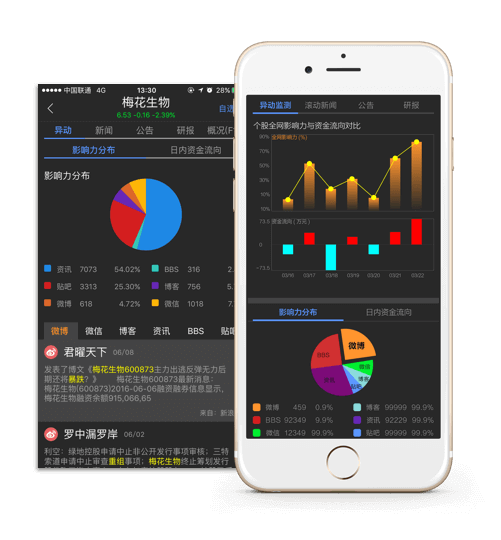 中国联通 4G 13:30 28%
梅花生物
6.53 -0.16 -2.39%
自选
异动 新闻 公告 研报 概况(F
影响力分布 日内资金流向
影响力分布
资讯 7073 54.02% BBS 316 2.
贴吧 3313 25.30% 博客 756 5.
微博 618 4.72% 微信 1018 7.
微博 微信 博客 资讯 BBS 贴吧
君曜天下 06/08
发表了博文《梅花生物600873主力出逃反弹无力后
期还将暴跌？》 梅花生物600873最新消息：
梅花生物(600873)2016-06-06融资融券信息显示，
梅花生物融资余额915,066,65
来自：新浪
罗中漏罗岸 06/02
利空：绿地控股申请中止非公开发行事项审核；三特
索道申请中止审查重组事项；梅花生物终止筹划发行
异动监测 滚动新闻 公告 研报
个股全网影响力与资金流向对比
全网影响力 (%)
90%
70%
50%
30%
10%
资金流向 ( 万元 )
73.5
0
-73.5
03/16 03/17 03/18 03/19 03/20 03/21 03/22
影响力分布 日内资金流向
微博
BBS
微信
博客
贴吧
微博 459 0.9% 博客 99999 99.9%
BBS 92349 9.9% 资讯 92229 99.9%
微信 12349 99.9% 贴吧 99999 99.9%